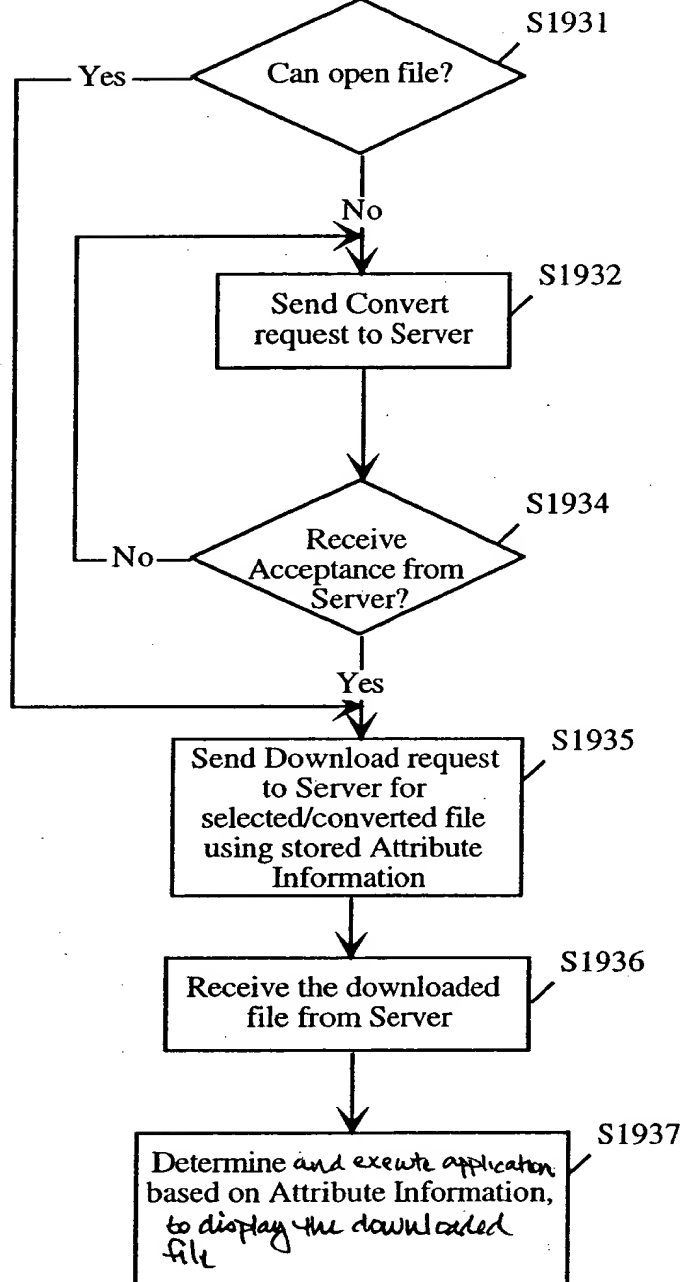 S1931
Can open file?
Yes
No
S1932
Send Convert
request to Server
S1934
Receive
Acceptance from
Server?
No
Yes
S1935
Send Download request
to Server for
selected/converted file
using stored Attribute
Information
S1936
Receive the downloaded
file from Server
S1937
Determine and execute application
based on Attribute Information,
to display the downloaded
file